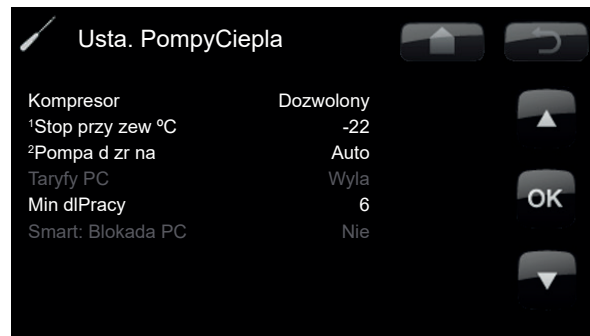 Usta. PompyCiepla
Kompresor Dozwolony
¹Stop przy zew ºC -22
²Pompa d zr na Auto
Taryfy PC Wyla
Min dlPracy 6
Smart: Blokada PC Nie
OK